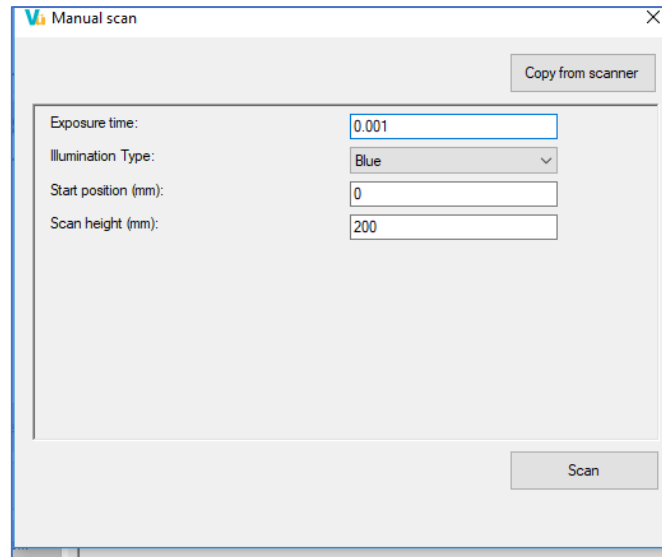 Manual scan
Copy from scanner
Exposure time: 0.001
Illumination Type: Blue
Start position (mm): 0
Scan height (mm): 200
Scan